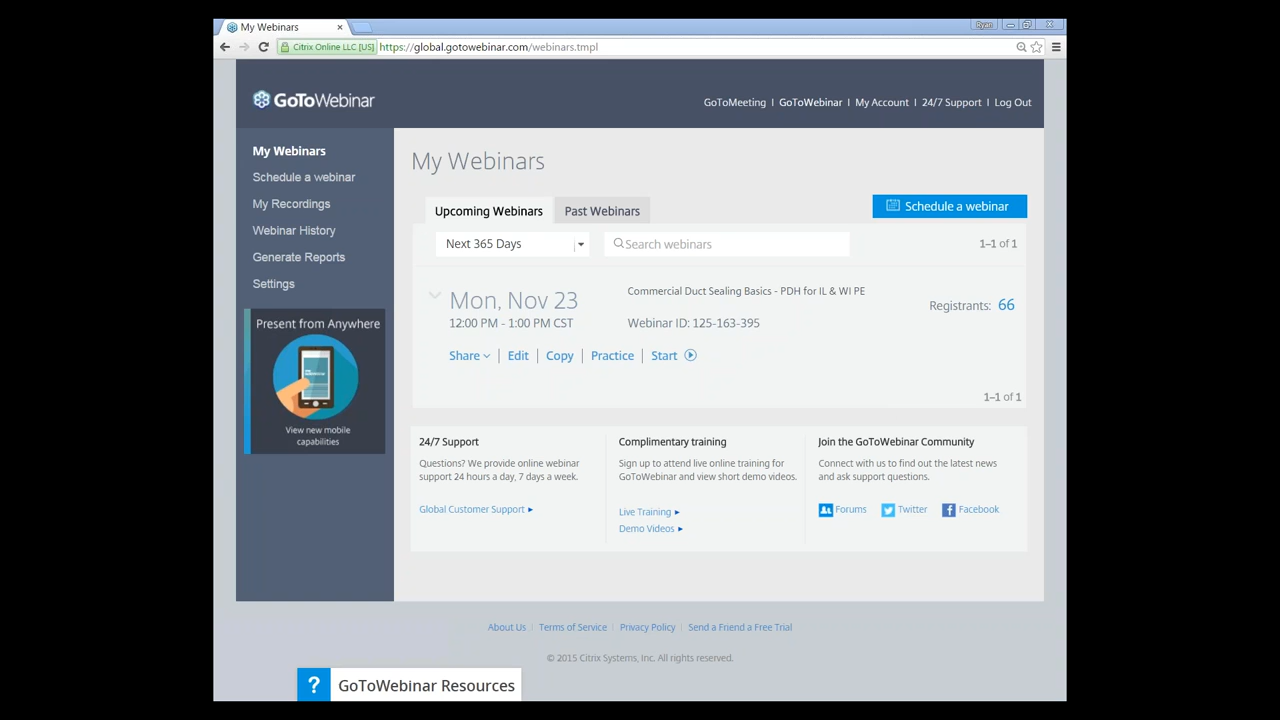 My Webinars
Ryan
Citrix Online LLC [US] https://global.gotowebinar.com/webinars.tmpl
GoToWebinar
GoToMeeting | GoToWebinar | My Account | 24/7 Support | Log Out
My Webinars
Schedule a webinar
My Recordings
Webinar History
Generate Reports
Settings
Present from Anywhere
View new mobile
capabilities
My Webinars
Upcoming Webinars
Past Webinars
Schedule a webinar
Next 365 Days
Search webinars
1–1 of 1
Mon, Nov 23
12:00 PM - 1:00 PM CST
Commercial Duct Sealing Basics - PDH for IL & WI PE
Webinar ID: 125-163-395
Registrants: 66
Share | Edit | Copy | Practice | Start
1–1 of 1
24/7 Support
Questions? We provide online webinar
support 24 hours a day, 7 days a week.
Global Customer Support
Complimentary training
Sign up to attend live online training for
GoToWebinar and view short demo videos.
Live Training
Demo Videos
Join the GoToWebinar Community
Connect with us to find out the latest news
and ask support questions.
Forums Twitter Facebook
About Us | Terms of Service | Privacy Policy | Send a Friend a Free Trial
© 2015 Citrix Systems, Inc. All rights reserved.
? GoToWebinar Resources